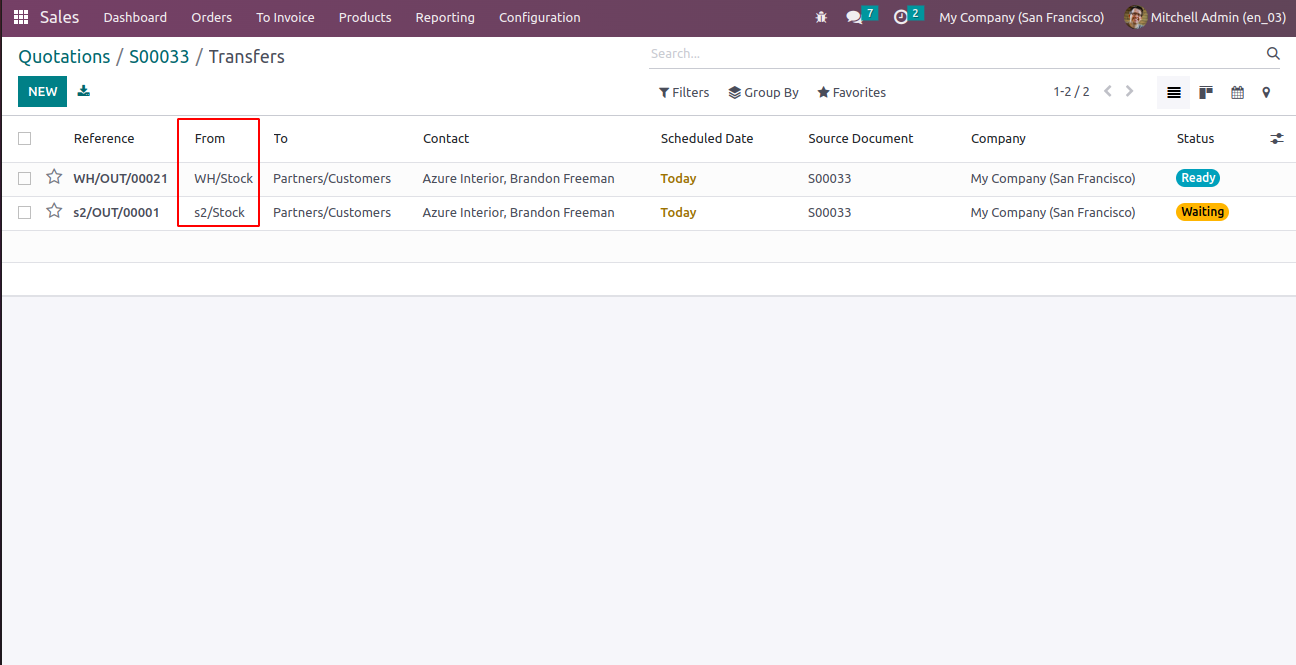 Sales Dashboard Orders To Invoice Products Reporting Configuration 7 2 My Company (San Francisco) Mitchell Admin (en_03)
Quotations / S00033 / Transfers Search...
NEW Filters Group By Favorites 1-2 / 2
Reference From To Contact Scheduled Date Source Document Company Status
WH/OUT/00021 WH/Stock Partners/Customers Azure Interior, Brandon Freeman Today S00033 My Company (San Francisco) Ready
s2/OUT/00001 s2/Stock Partners/Customers Azure Interior, Brandon Freeman Today S00033 My Company (San Francisco) Waiting